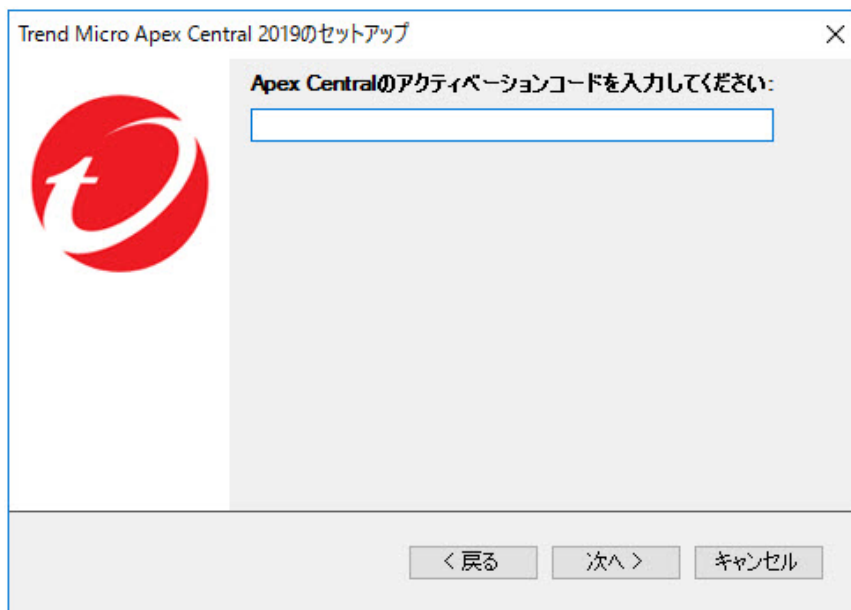 Trend Micro Apex Central 2019のセットアップ
Apex Centralのアクティベーションコードを入力してください:
< 戻る
次へ >
キャンセル